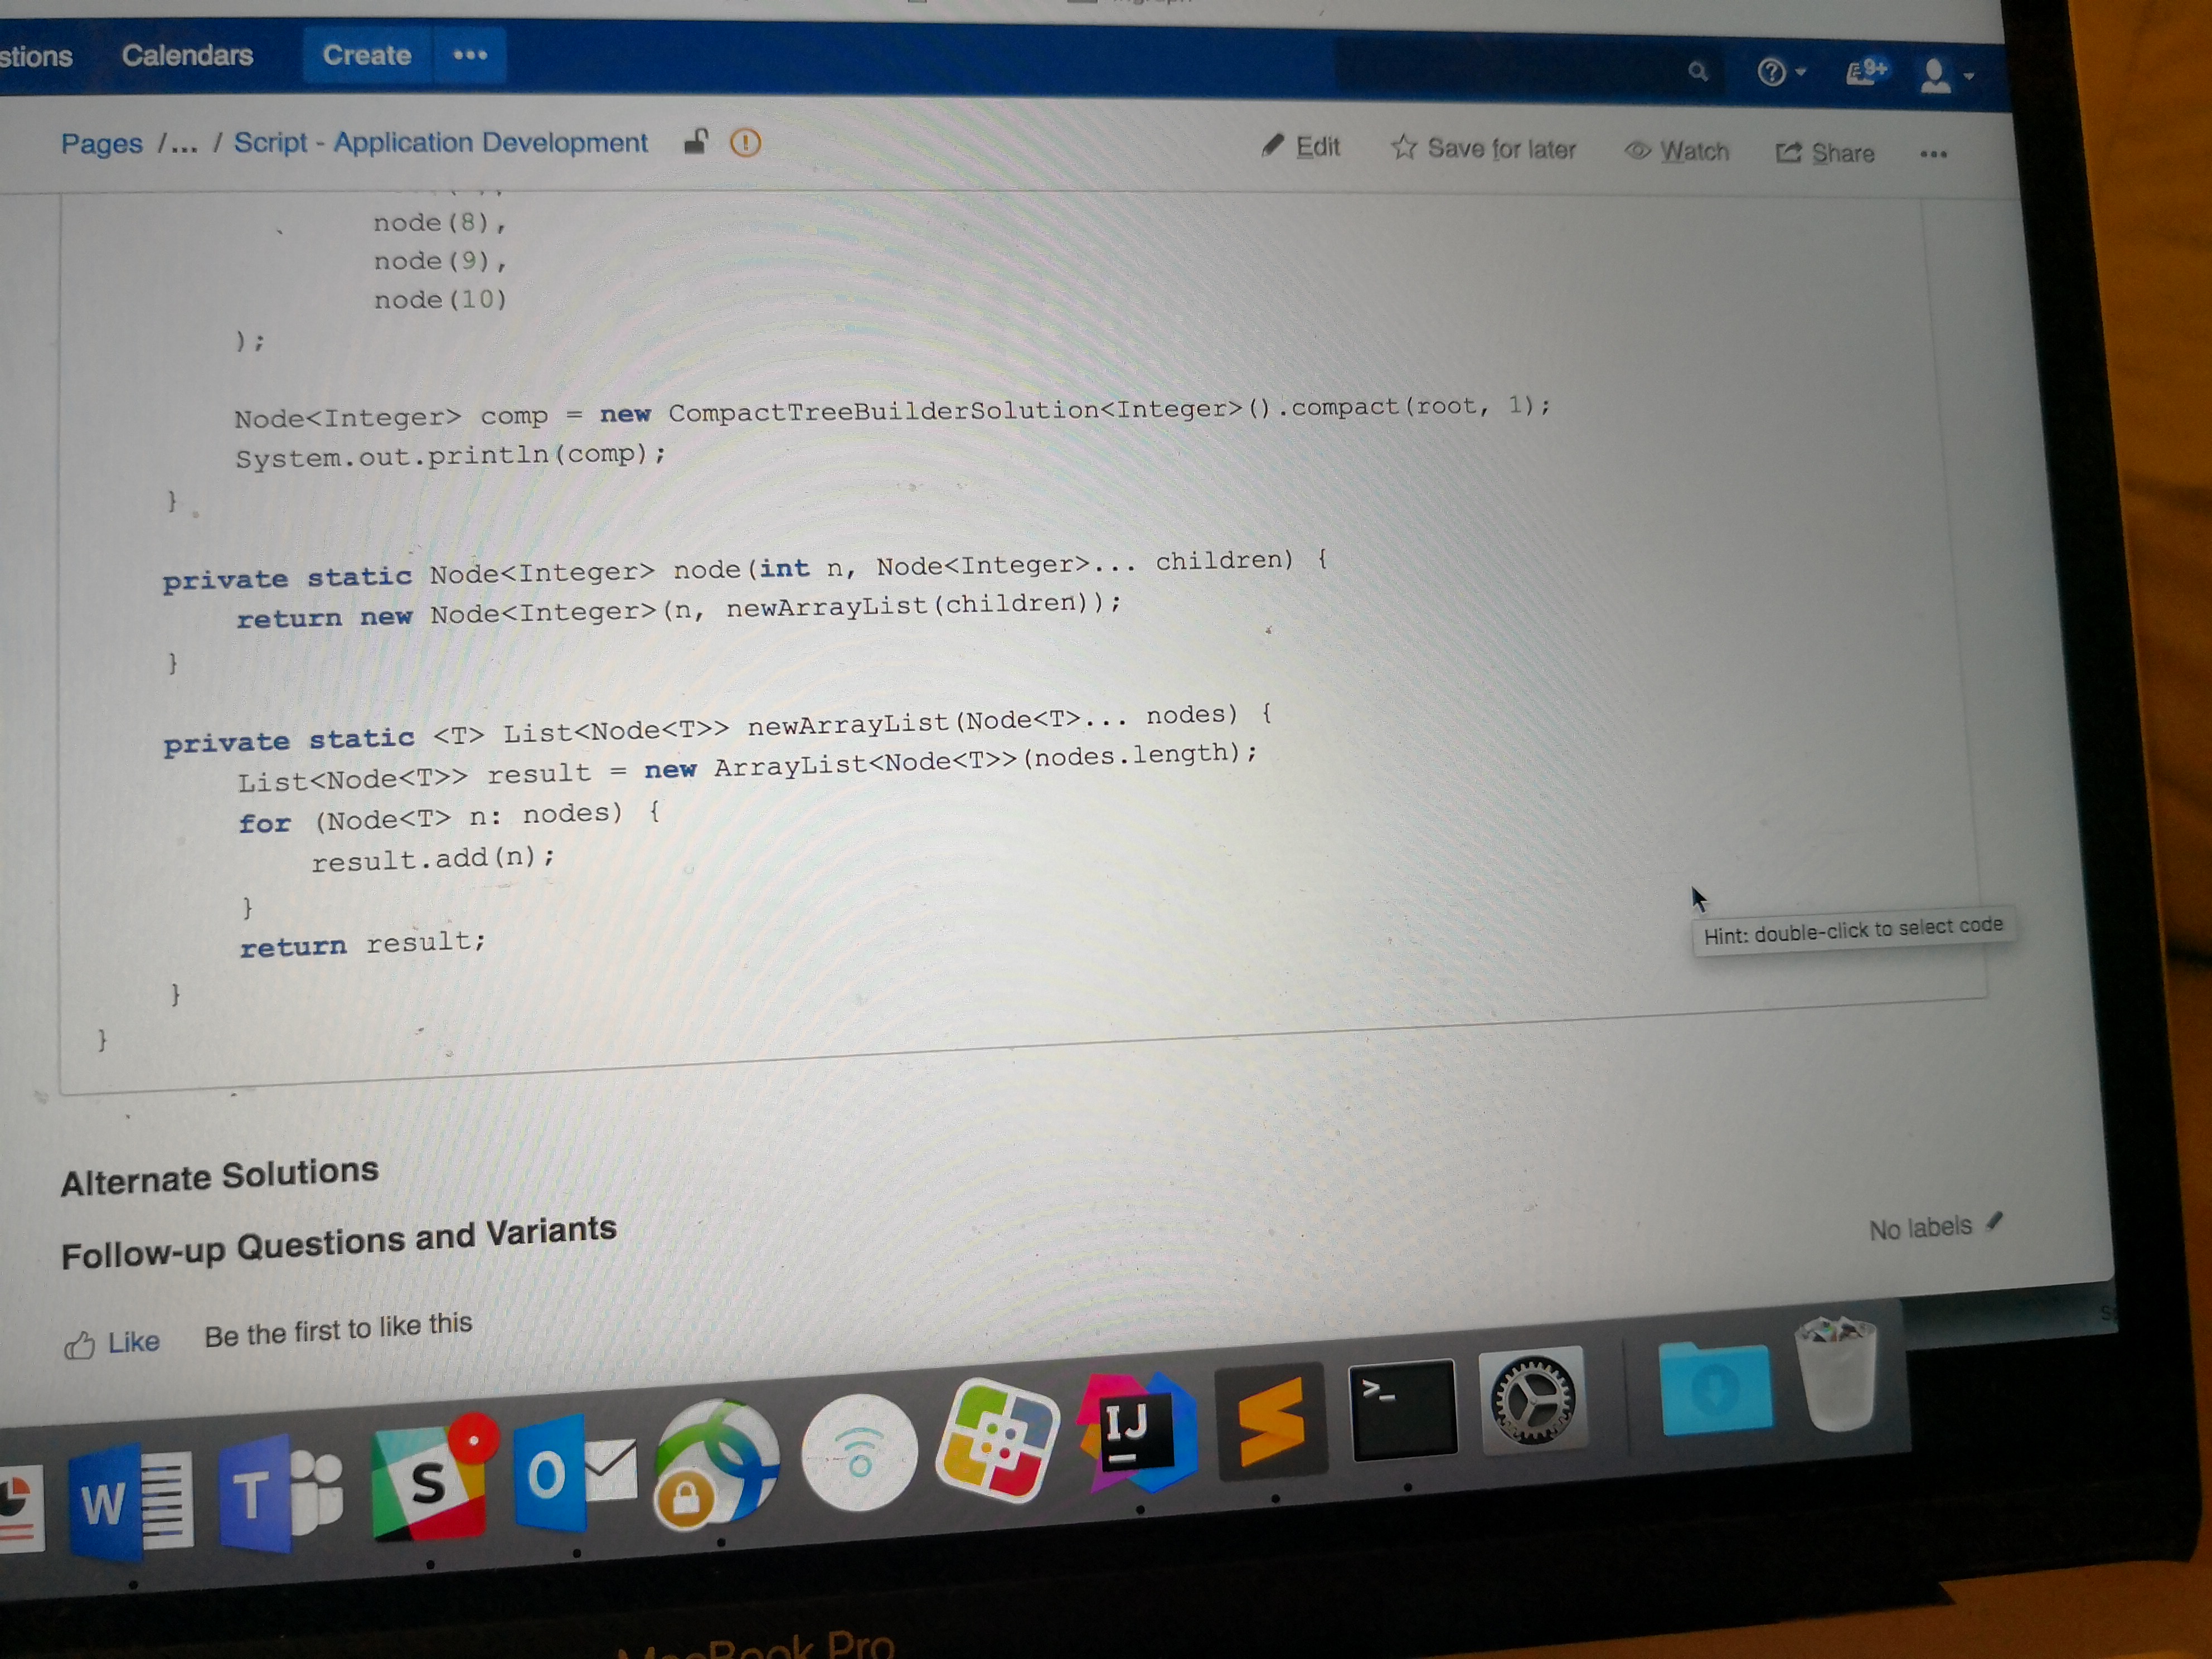 stions Calendars Create
9+
Pages /... / Script - Application Development
Edit Save for later Watch Share
node(8),
node(9),
node(10)
);
Node<Integer> comp = new CompactTreeBuilderSolution<Integer>().compact(root, 1);
System.out.println(comp);
}
private static Node<Integer> node(int n, Node<Integer>... children) {
return new Node<Integer>(n, newArrayList(children));
}
private static <T> List<Node<T>> newArrayList(Node<T>... nodes) {
List<Node<T>> result = new ArrayList<Node<T>>(nodes.length);
for (Node<T> n: nodes) {
result.add(n);
}
return result;
}
}
Hint: double-click to select code
Alternate Solutions
Follow-up Questions and Variants
No labels
Like Be the first to like this
W T S O IJ >_
MacBook Pro